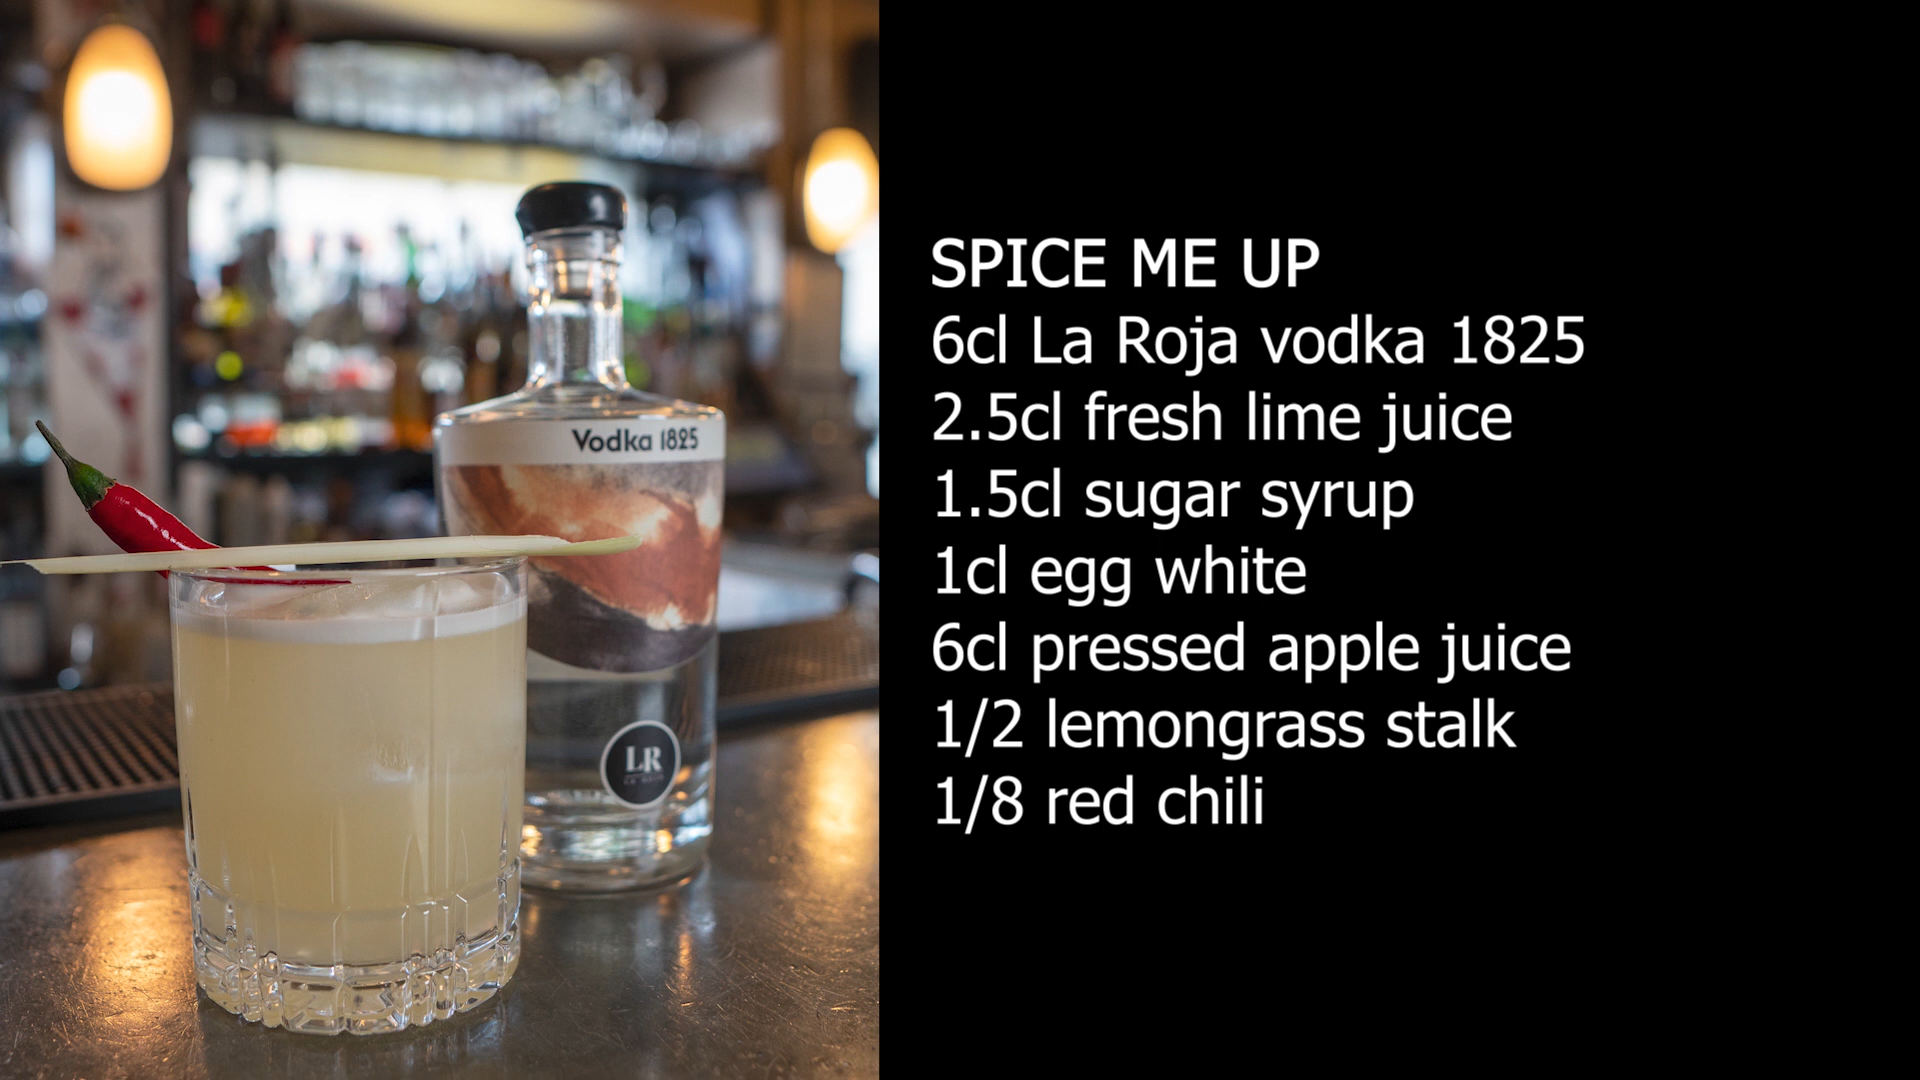 SPICE ME UP
6cl La Roja vodka 1825
2.5cl fresh lime juice
1.5cl sugar syrup
1cl egg white
6cl pressed apple juice
1/2 lemongrass stalk
1/8 red chili
Vodka 1825
LR